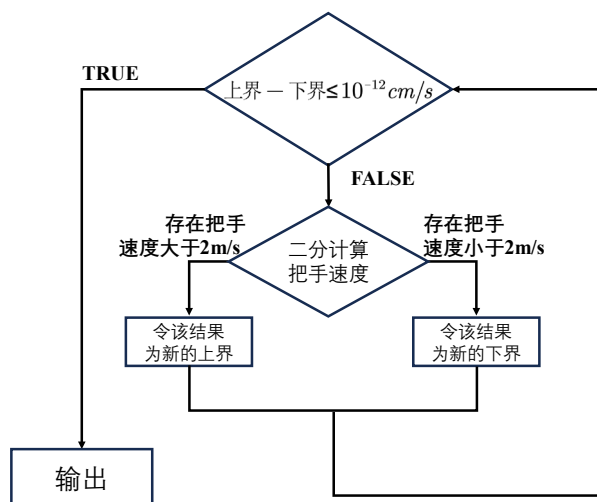 上界 − 下界≤10⁻¹²cm/s
TRUE
FALSE
存在把手
速度大于2m/s
二分计算
把手速度
存在把手
速度小于2m/s
令该结果
为新的上界
令该结果
为新的下界
输出